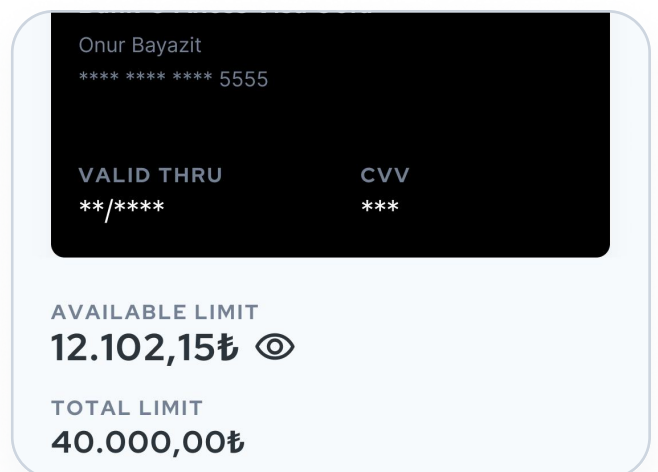 Onur Bayazit
**** **** **** 5555
VALID THRU CVV
**/**** ***
AVAILABLE LIMIT
12.102,15₺
TOTAL LIMIT
40.000,00₺